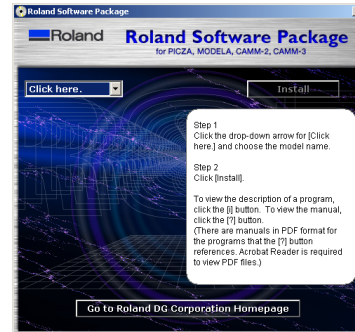 Roland Software Package
Roland
Roland Software Package
for PICZA, MODELA, CAMM-2, CAMM-3
Click here.
Install
Step 1
Click the drop-down arrow for [Click
here.] and choose the model name.
Step 2
Click [Install].
To view the description of a program,
click the [i] button. To view the manual,
click the [?] button.
(There are manuals in PDF format for
the programs that the [?] button
references. Acrobat Reader is required
to view PDF files.)
Go to Roland DG Corporation Homepage